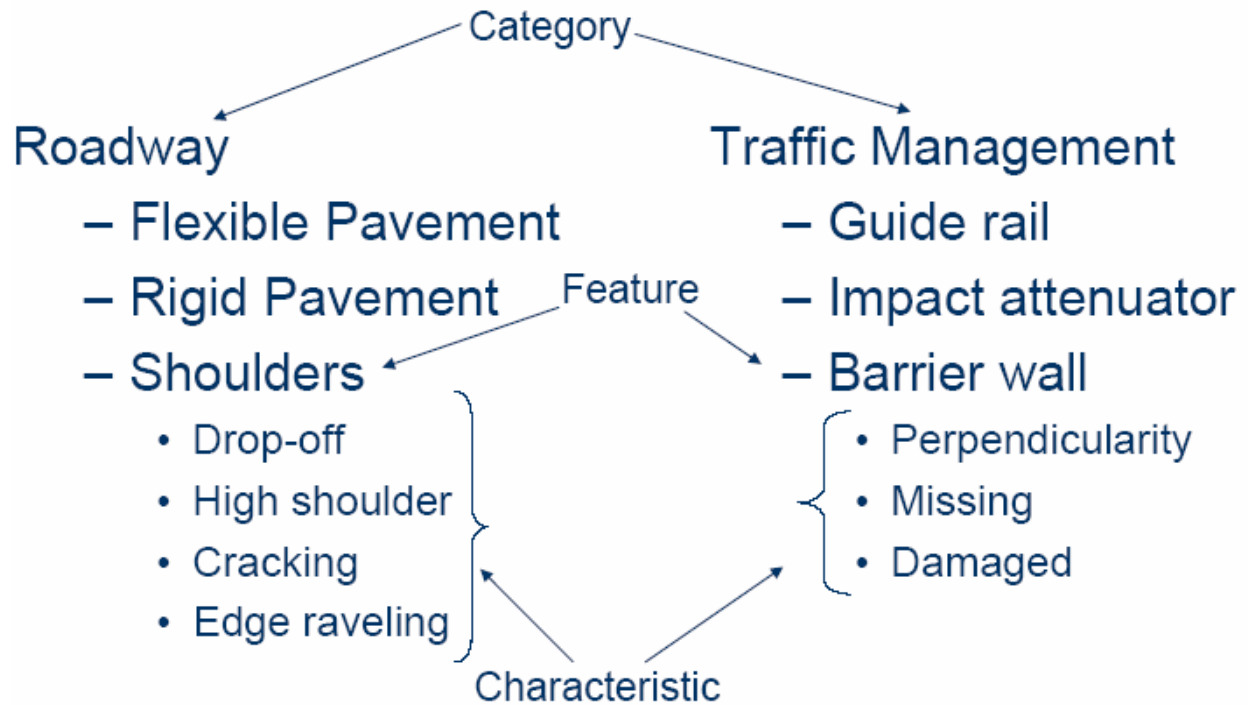 Category
Roadway
– Flexible Pavement
– Rigid Pavement
– Shoulders
• Drop-off
• High shoulder
• Cracking
• Edge raveling
Feature
Traffic Management
– Guide rail
– Impact attenuator
– Barrier wall
• Perpendicularity
• Missing
• Damaged
Characteristic